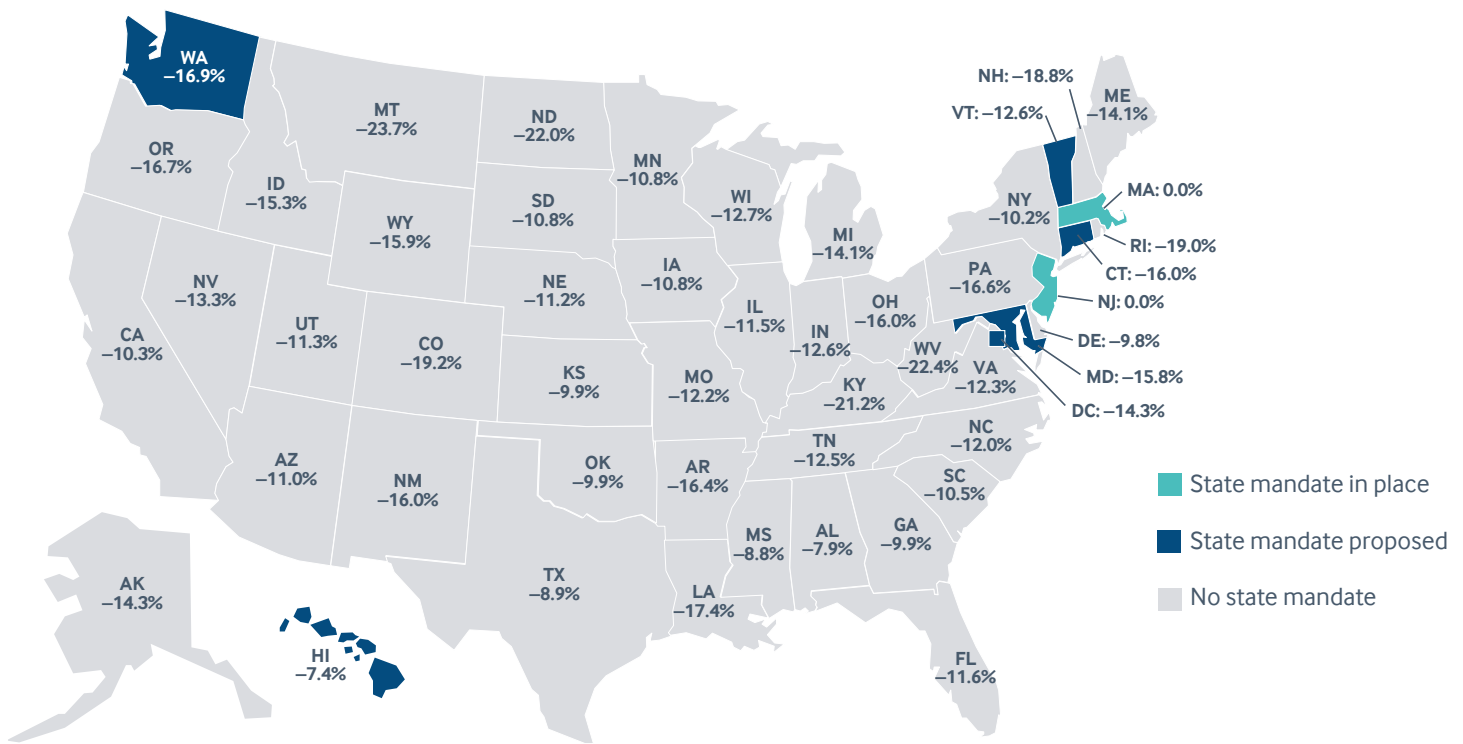 WA
–16.9%
MT
–23.7%
ND
–22.0%
MN
–10.8%
NH: –18.8%
VT: –12.6%
ME
–14.1%
OR
–16.7%
ID
–15.3%
SD
–10.8%
WI
–12.7%
NY
–10.2%
MA: 0.0%
WY
–15.9%
MI
–14.1%
RI: –19.0%
CT: –16.0%
NV
–13.3%
NE
–11.2%
IA
–10.8%
PA
–16.6%
NJ: 0.0%
CA
–10.3%
UT
–11.3%
CO
–19.2%
IL
–11.5%
IN
–12.6%
OH
–16.0%
DE: –9.8%
WV
–22.4%
VA
–12.3%
MD: –15.8%
DC: –14.3%
KS
–9.9%
MO
–12.2%
KY
–21.2%
AZ
–11.0%
NM
–16.0%
OK
–9.9%
AR
–16.4%
TN
–12.5%
NC
–12.0%
SC
–10.5%
State mandate in place
MS
–8.8%
AL
–7.9%
GA
–9.9%
State mandate proposed
AK
–14.3%
TX
–8.9%
LA
–17.4%
No state mandate
HI
–7.4%
FL
–11.6%